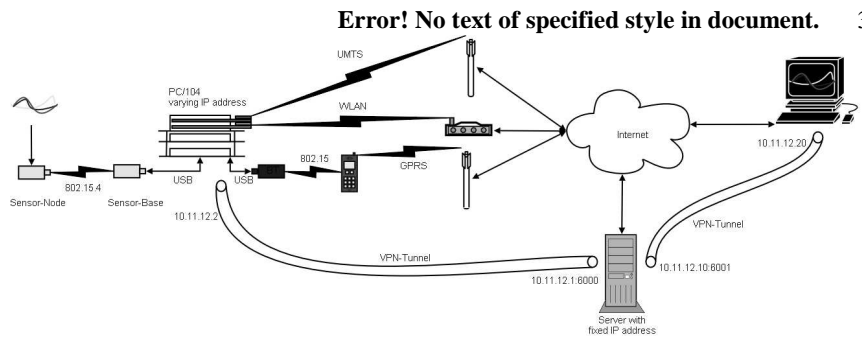 Error! No text of specified style in document. 3
UMTS
PC/104
varying IP address
WLAN
Internet
10.11.12.20
802.15
GPRS
802.15.4
USB
USB
Sensor-Node
Sensor-Base
10.11.12.2
VPN-Tunnel
VPN-Tunnel
10.11.12.1:6000
10.11.12.10:6001
Server with
fixed IP address